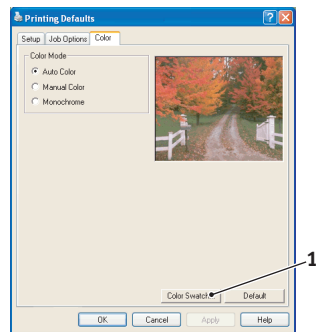 Printing Defaults
Setup Job Options Color
Color Mode
Auto Color
Manual Color
Monochrome
1
Color Swatch Default
OK Cancel Apply Help